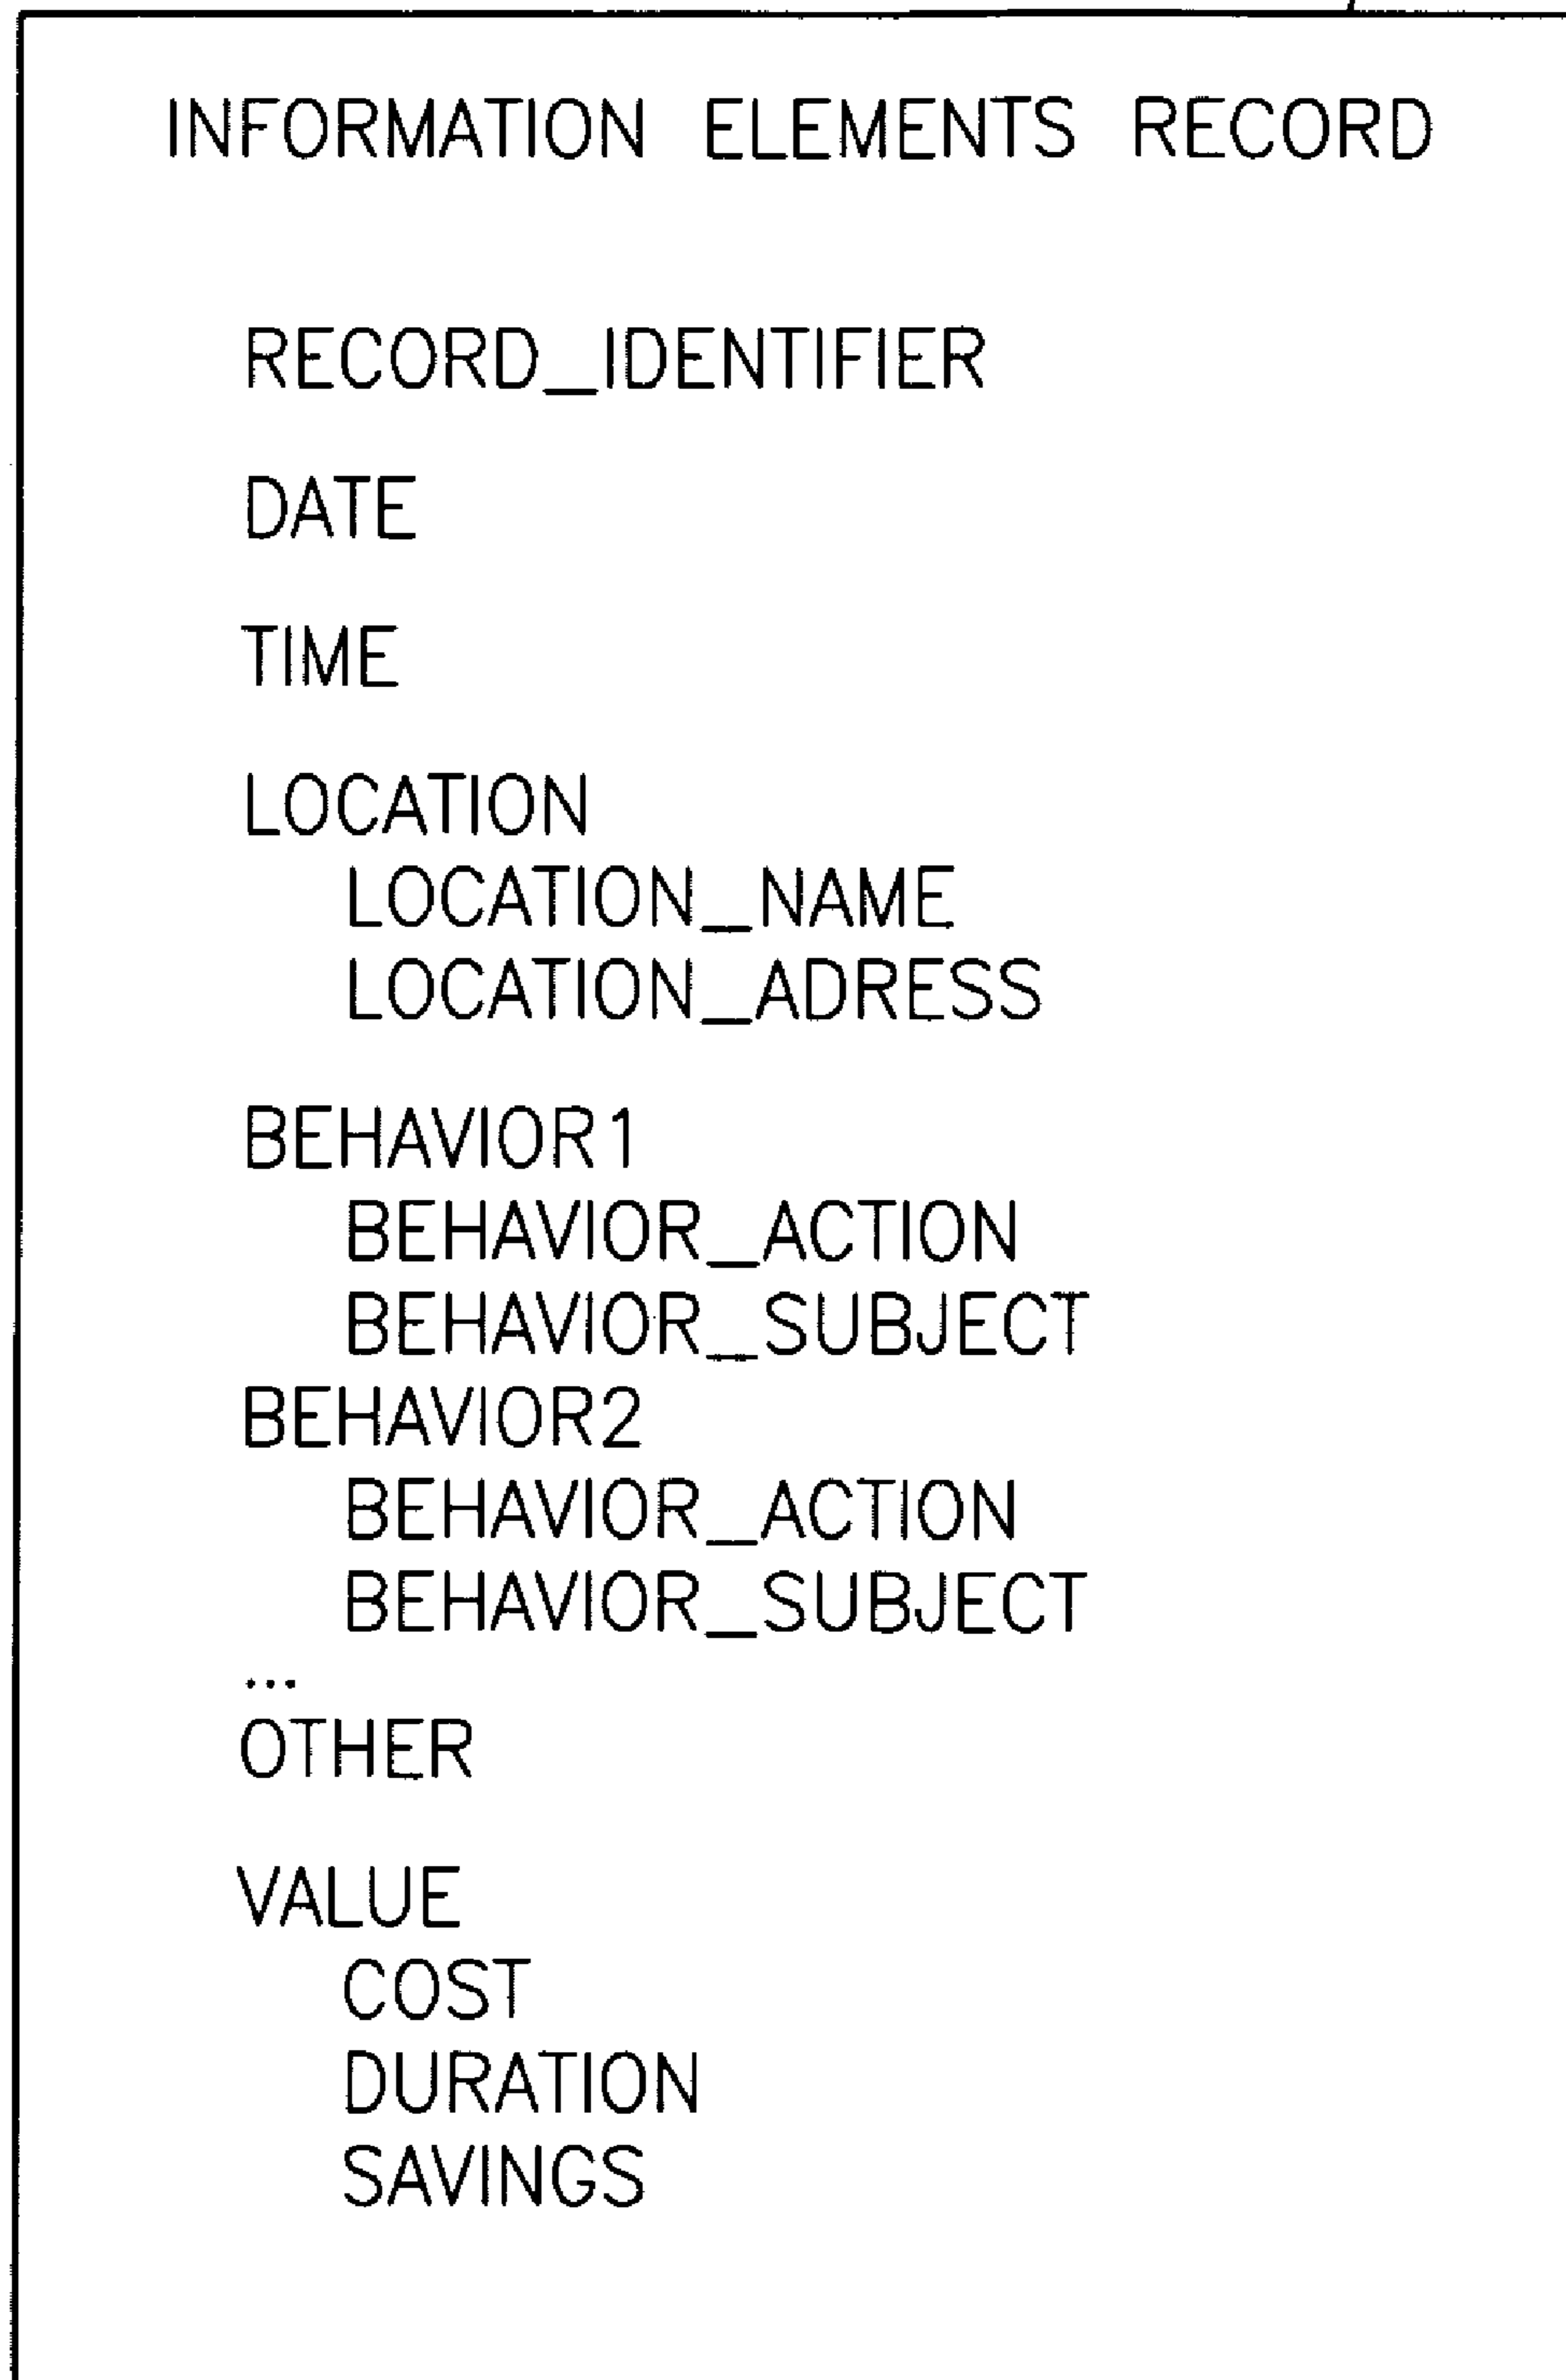 INFORMATION ELEMENTS RECORD
RECORD_IDENTIFIER
DATE
TIME
LOCATION
LOCATION_NAME
LOCATION_ADRESS
BEHAVIOR1
BEHAVIOR_ACTION
BEHAVIOR_SUBJECT
BEHAVIOR2
BEHAVIOR_ACTION
BEHAVIOR_SUBJECT
...
OTHER
VALUE
COST
DURATION
SAVINGS